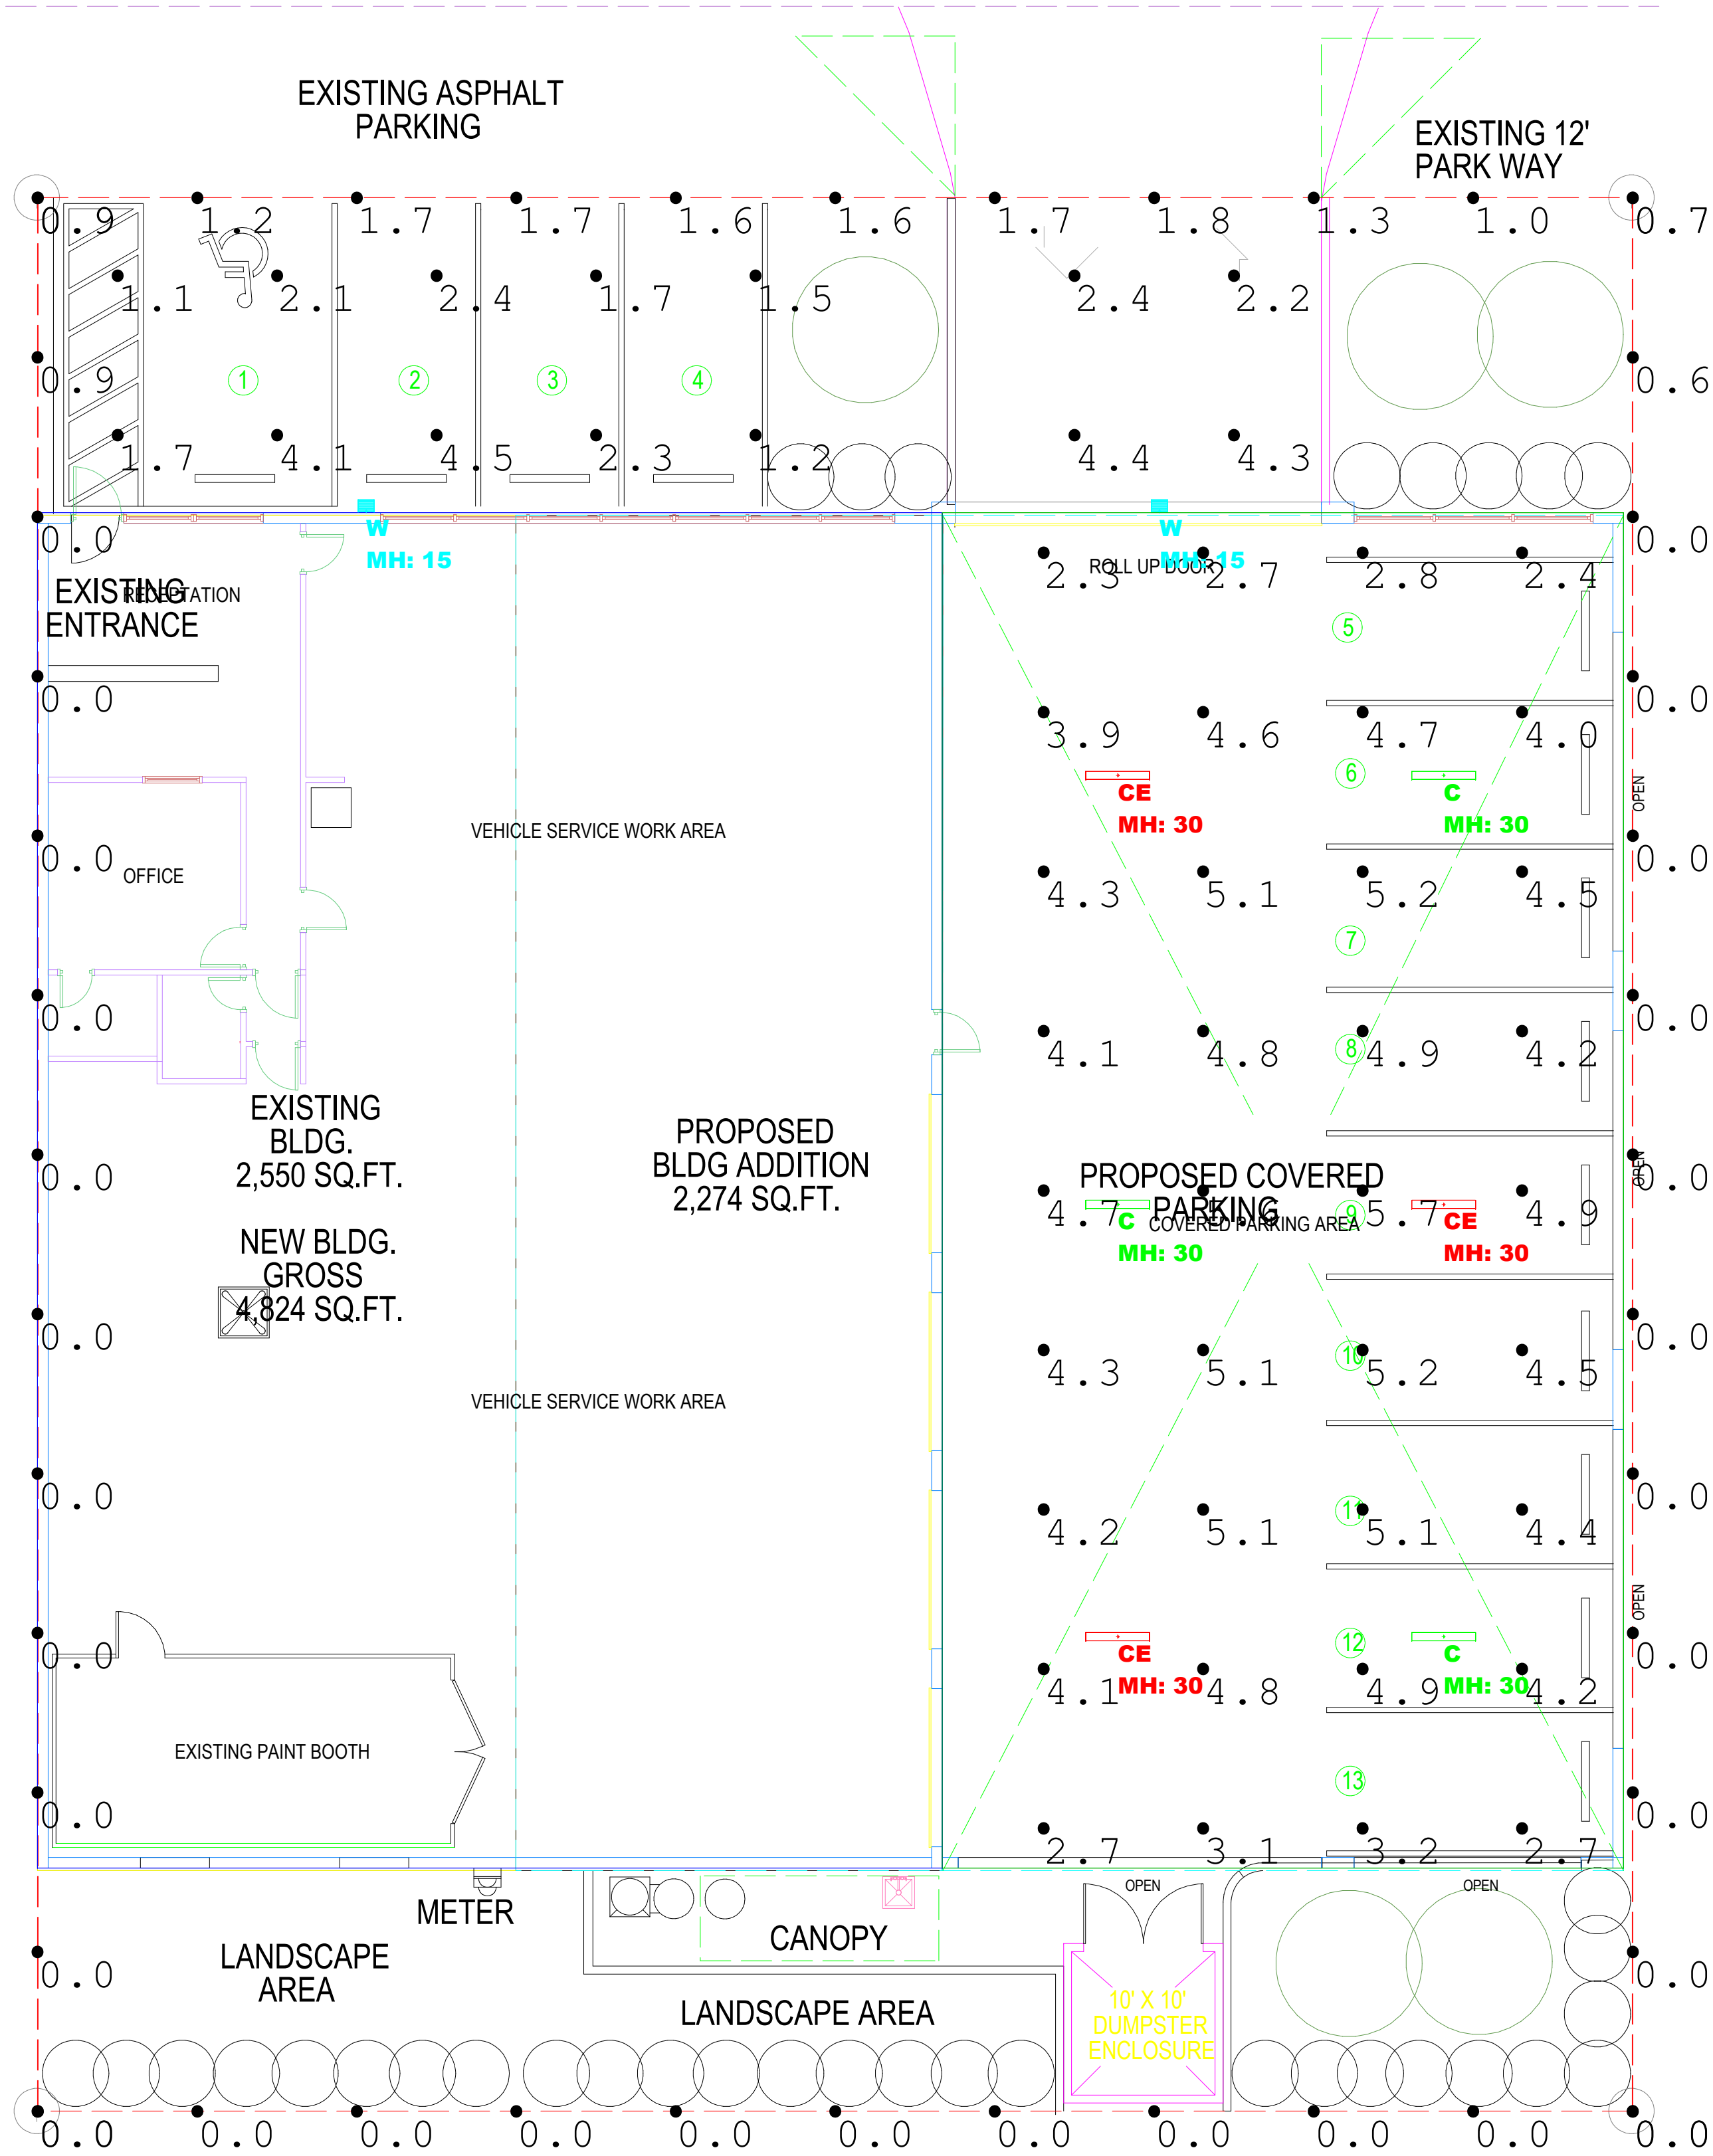 EXISTING ASPHALT
PARKING
EXISTING 12'
PARK WAY
0.9 1.2 1.7 1.7 1.6 1.6 1.7 1.8 1.3 1.0 0.7
1.1 2.1 2.4 1.7 1.5 2.4 2.2
0.9 1 2 3 4 0.6
1.7 4.1 4.5 2.3 1.2 4.4 4.3
W W
MH: 15 MH: 15
0.0 0.0
ROLL UP DOOR
2.3 2.7 2.8 2.4
EXISTING
ENTRANCE
RECEPTATION
5
0.0 0.0
3.9 4.6 4.7 4.0
6
CE C
MH: 30 MH: 30
OPEN
VEHICLE SERVICE WORK AREA
0.0 0.0
OFFICE
4.3 5.1 5.2 4.5
7
0.0 0.0
4.1 4.8 8 4.9 4.2
EXISTING
BLDG.
2,550 SQ.FT.
PROPOSED
BLDG ADDITION
2,274 SQ.FT.
PROPOSED COVERED
PARKING
COVERED PARKING AREA
OPEN
0.0 0.0
4.7 9 5.7 4.9
C CE
MH: 30 MH: 30
NEW BLDG.
GROSS
4,824 SQ.FT.
0.0 0.0
4.3 5.1 10 5.2 4.5
VEHICLE SERVICE WORK AREA
0.0 0.0
4.2 5.1 11 5.1 4.4
OPEN
0.0 0.0
12
CE C
MH: 30 MH: 30
4.1 4.8 4.9 4.2
EXISTING PAINT BOOTH
13
0.0 0.0
2.7 3.1 3.2 2.7
OPEN OPEN
METER
CANOPY
LANDSCAPE
AREA
0.0 0.0
LANDSCAPE AREA
10' X 10'
DUMPSTER
ENCLOSURE
0.0 0.0 0.0 0.0 0.0 0.0 0.0 0.0 0.0 0.0 0.0